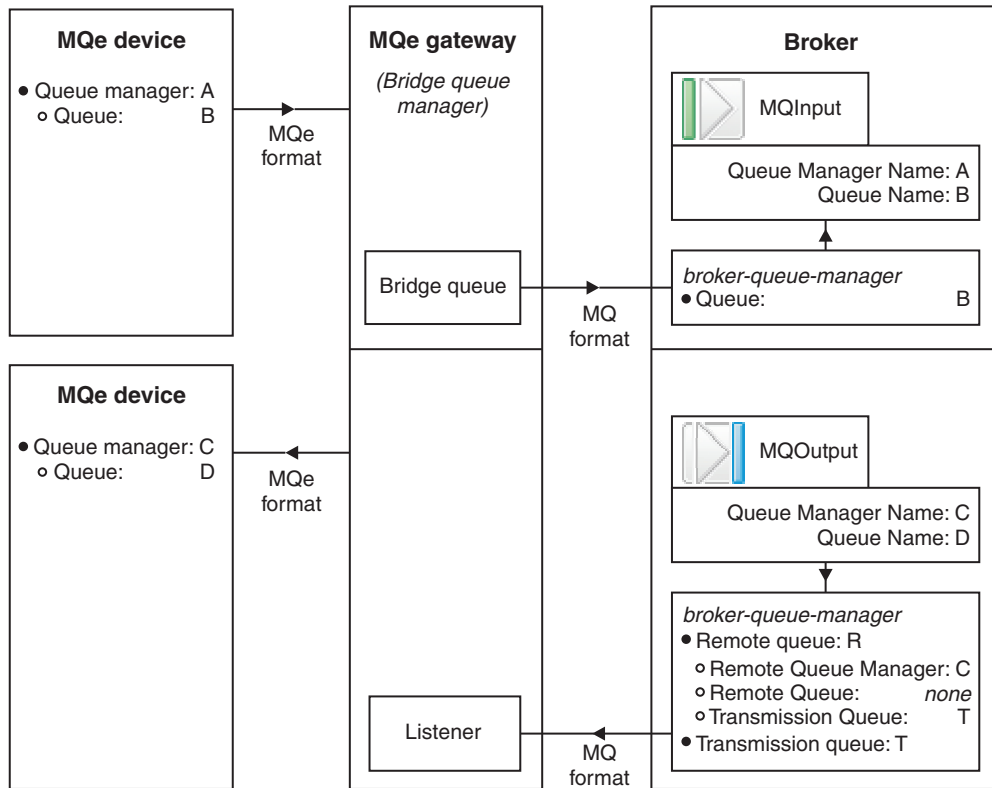 MQe device
● Queue manager: A
○ Queue: B
MQe
format
MQe gateway
(Bridge queue
manager)
Bridge queue
MQ
format
Broker
MQInput
Queue Manager Name: A
Queue Name: B
broker-queue-manager
● Queue: B
MQe device
● Queue manager: C
○ Queue: D
MQe
format
Listener
MQ
format
MQOutput
Queue Manager Name: C
Queue Name: D
broker-queue-manager
● Remote queue: R
○ Remote Queue Manager: C
○ Remote Queue: none
○ Transmission Queue: T
● Transmission queue: T